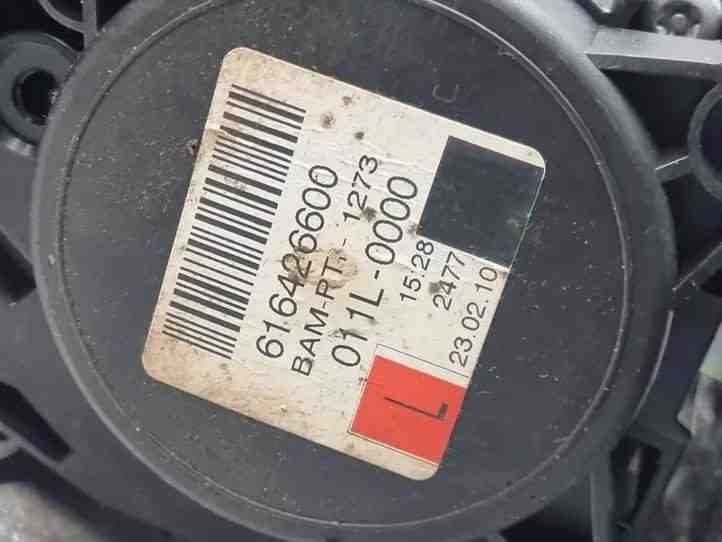 616426600
BAM-PT. - 1273
011L-0000
15:28
2477
23.02.10
L